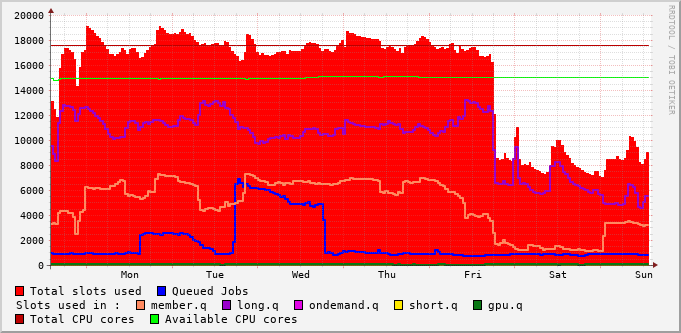 20000
18000
16000
14000
12000
10000
8000
6000
4000
2000
0
Mon Tue Wed Thu Fri Sat Sun
RRDTOOL / TOBI OETIKER
Total slots used Queued Jobs
Slots used in : member.q long.q ondemand.q short.q gpu.q
Total CPU cores Available CPU cores